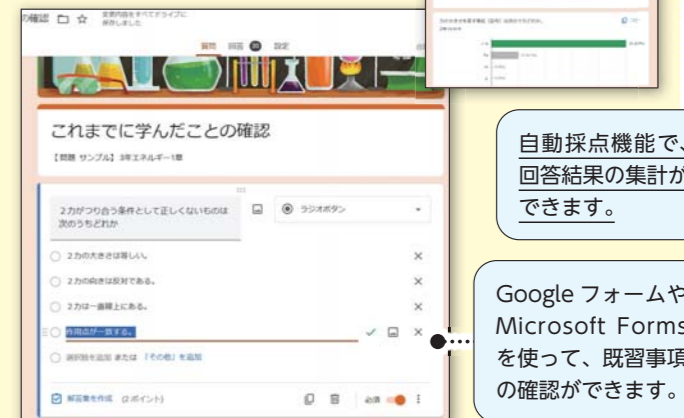 の確認
変更内容をすべてドライブに
保存しました
質問 回答 設定
これまでに学んだことの確認
【問題 サンプル】3年エネルギー1章
2力がつり合う条件として正しくないものは
次のうちどれか
ラジオボタン
2力の大きさは等しい。
2力の向きは反対である。
2力は一直線上にある。
作用点が一致する。
選択肢を追加 または 「その他」を追加
解答集を作成 (2 ポイント)
必須
自動採点機能で、
回答結果の集計が
できます。
Google フォームや
Microsoft Forms
を使って、既習事項
の確認ができます。